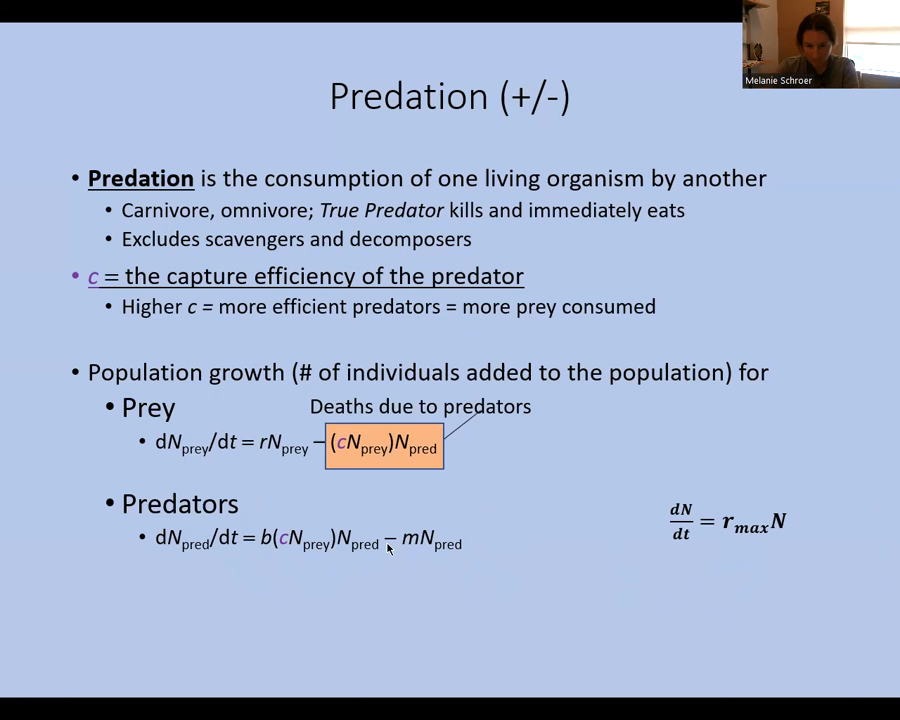 Melanie Schroer
Predation (+/-)
• Predation is the consumption of one living organism by another
• Carnivore, omnivore; True Predator kills and immediately eats
• Excludes scavengers and decomposers
• c = the capture efficiency of the predator
• Higher c = more efficient predators = more prey consumed
• Population growth (# of individuals added to the population) for
• Prey
Deaths due to predators
• dNprey/dt = rNprey – (cNprey)Npred
• Predators
• dNpred/dt = b(cNprey)Npred – mNpred
dN/dt = rmaxN